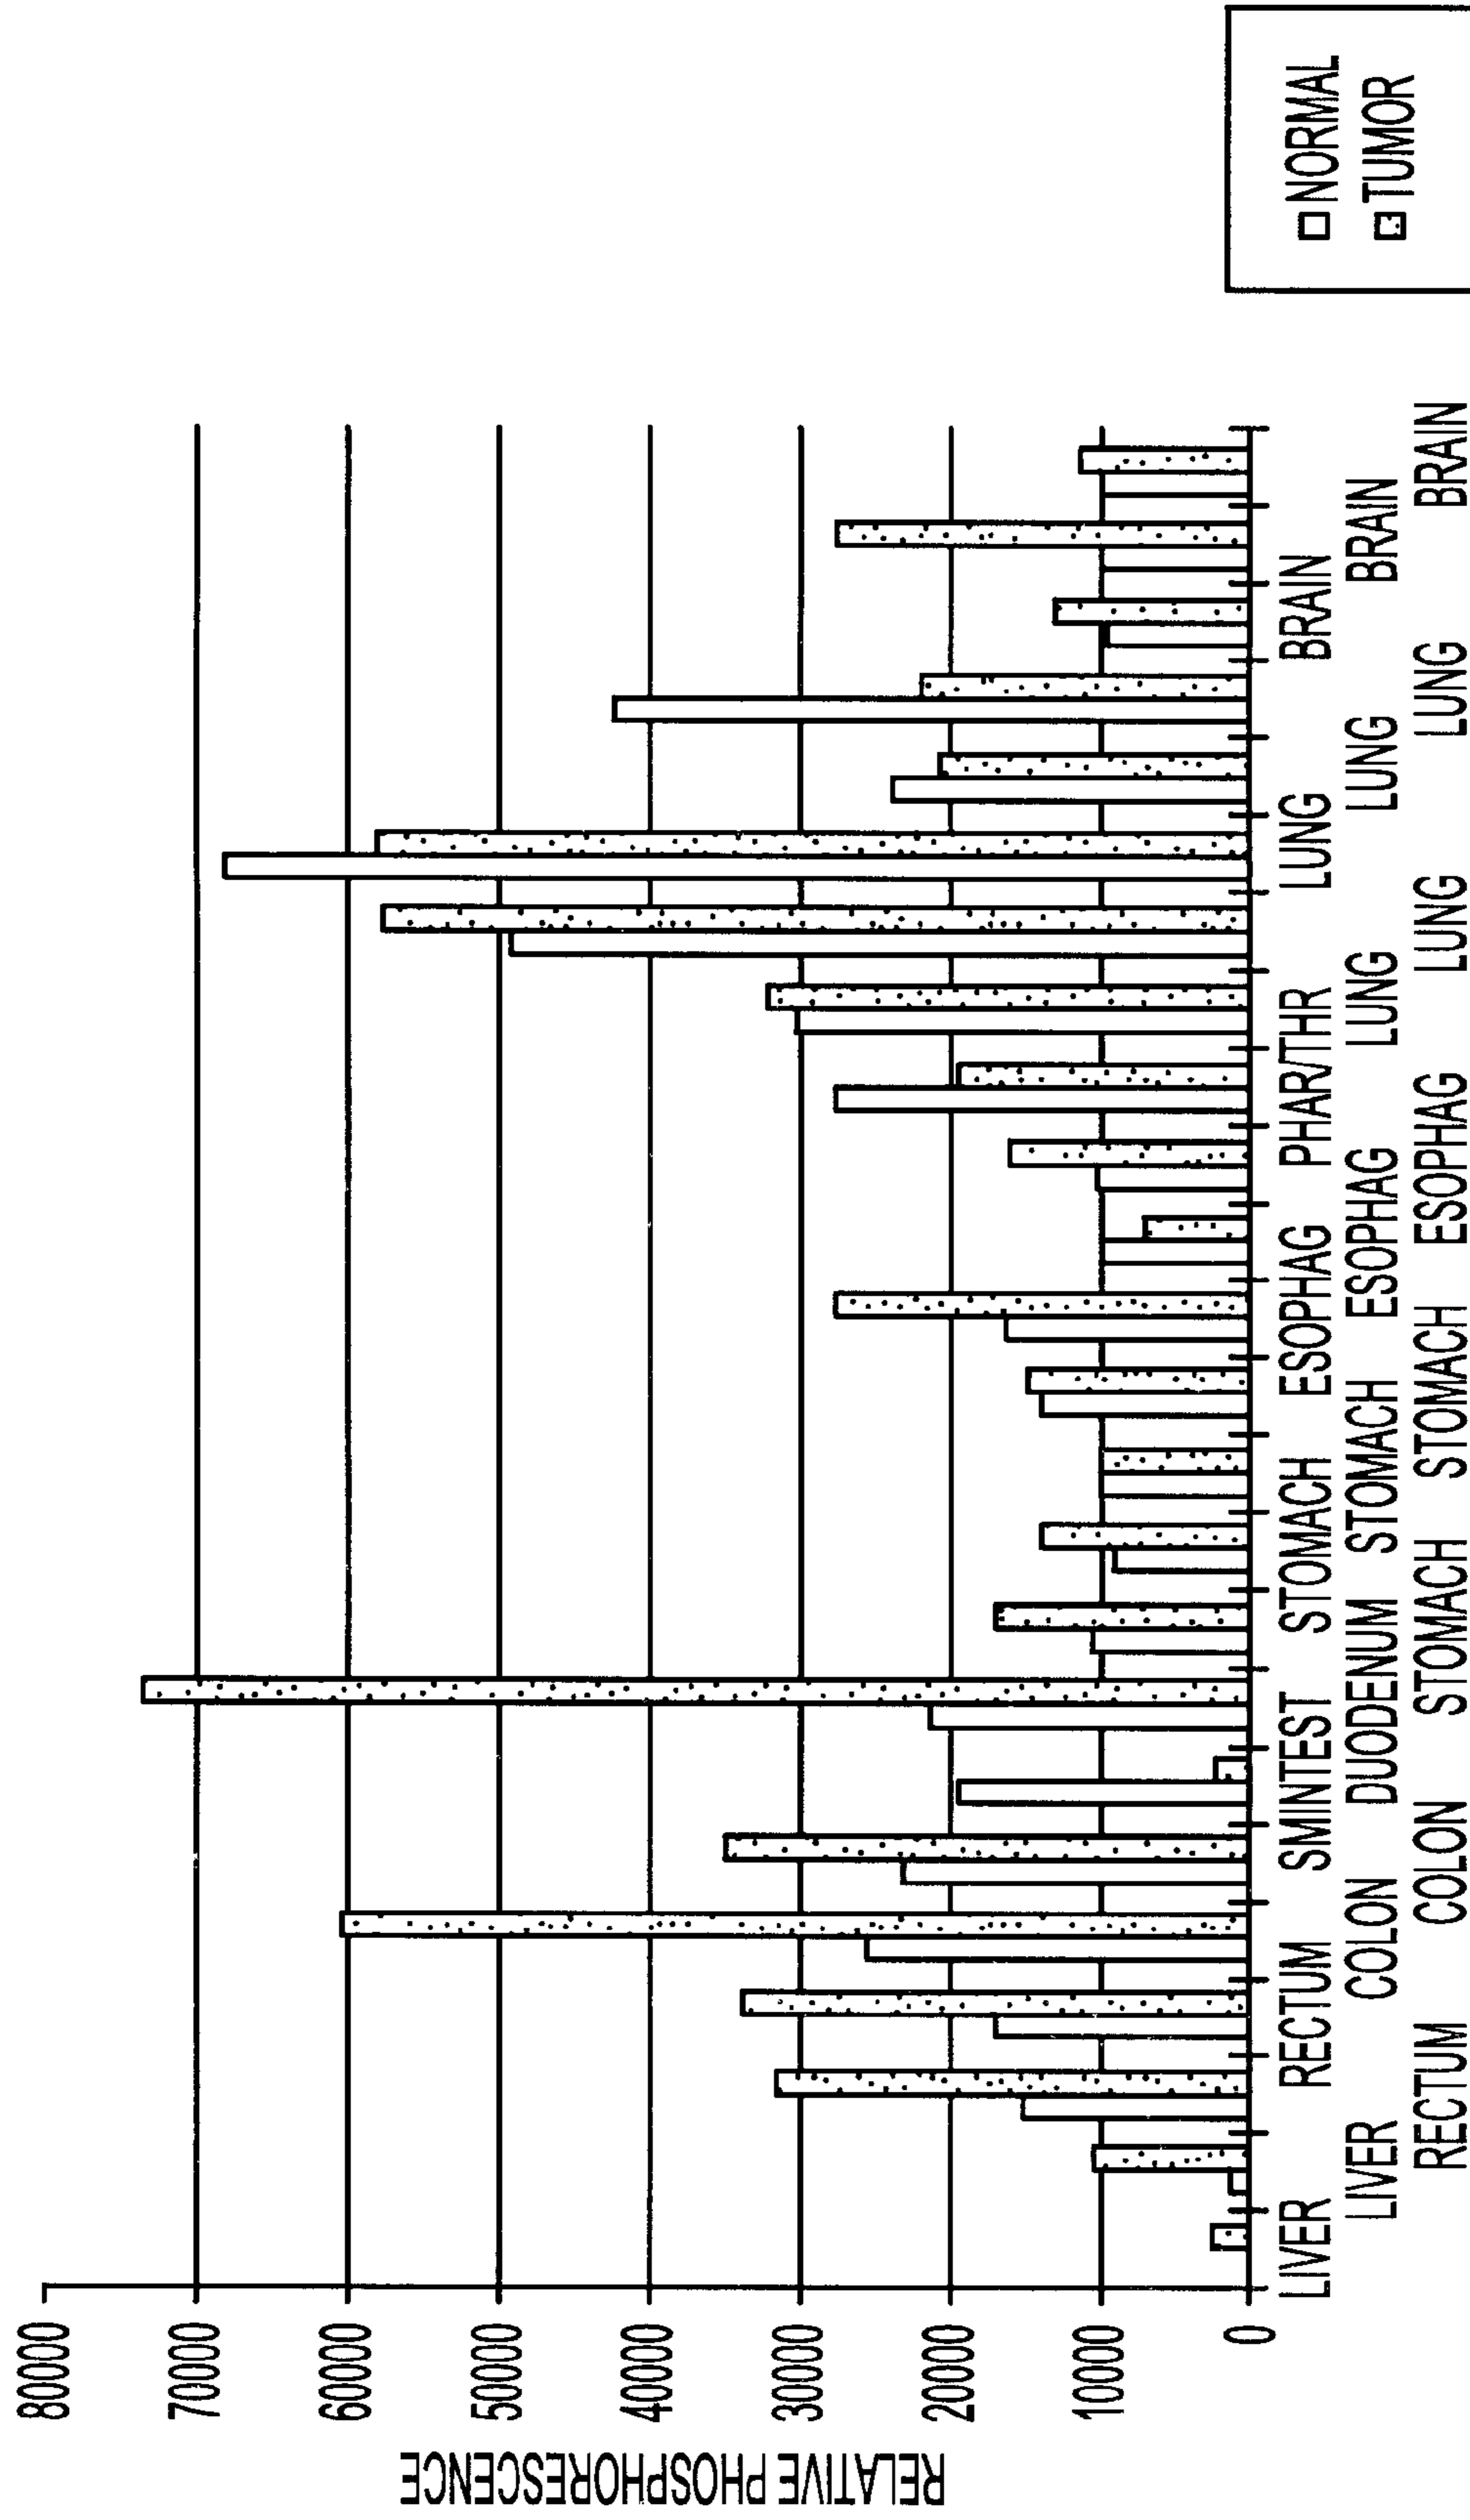 RELATIVE PHOSPHORESCENCE
80000
70000
60000
50000
40000
30000
20000
10000
0
LIVER RECTUM SMINTEST STOMACH ESOPHAG PHAR/THR LUNG BRAIN
LIVER COLON DUODENUM STOMACH ESOPHAG LUNG LUNG BRAIN
RECTUM COLON STOMACH STOMACH ESOPHAG LUNG LUNG BRAIN
NORMAL
TUMOR